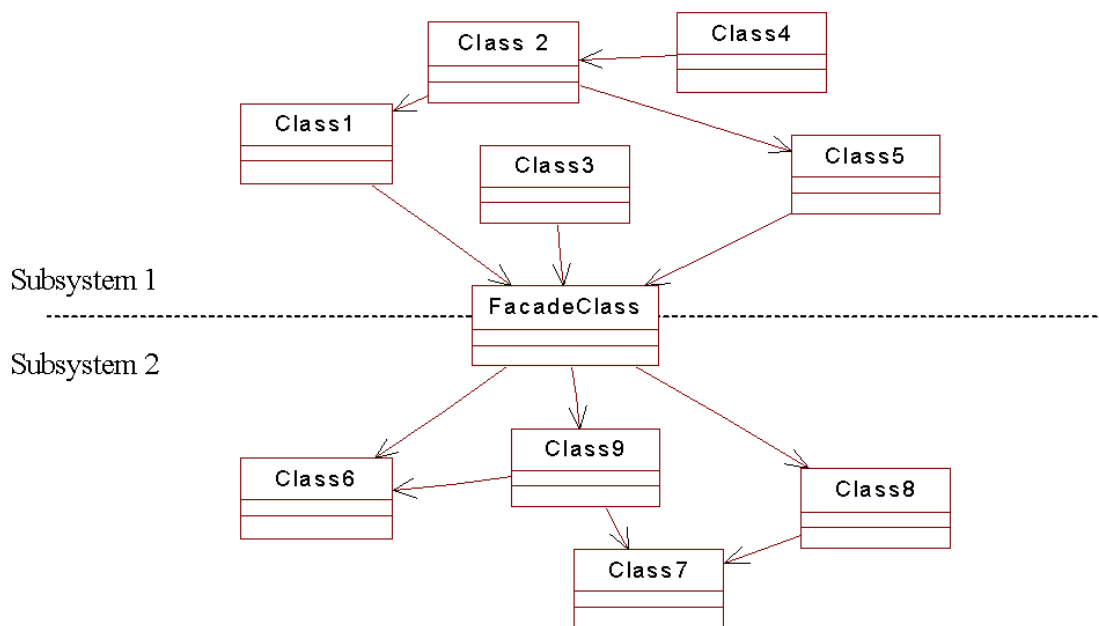 Class 2
Class4
Class1
Class3
Class5
Subsystem 1
FacadeClass
Subsystem 2
Class9
Class6
Class8
Class7